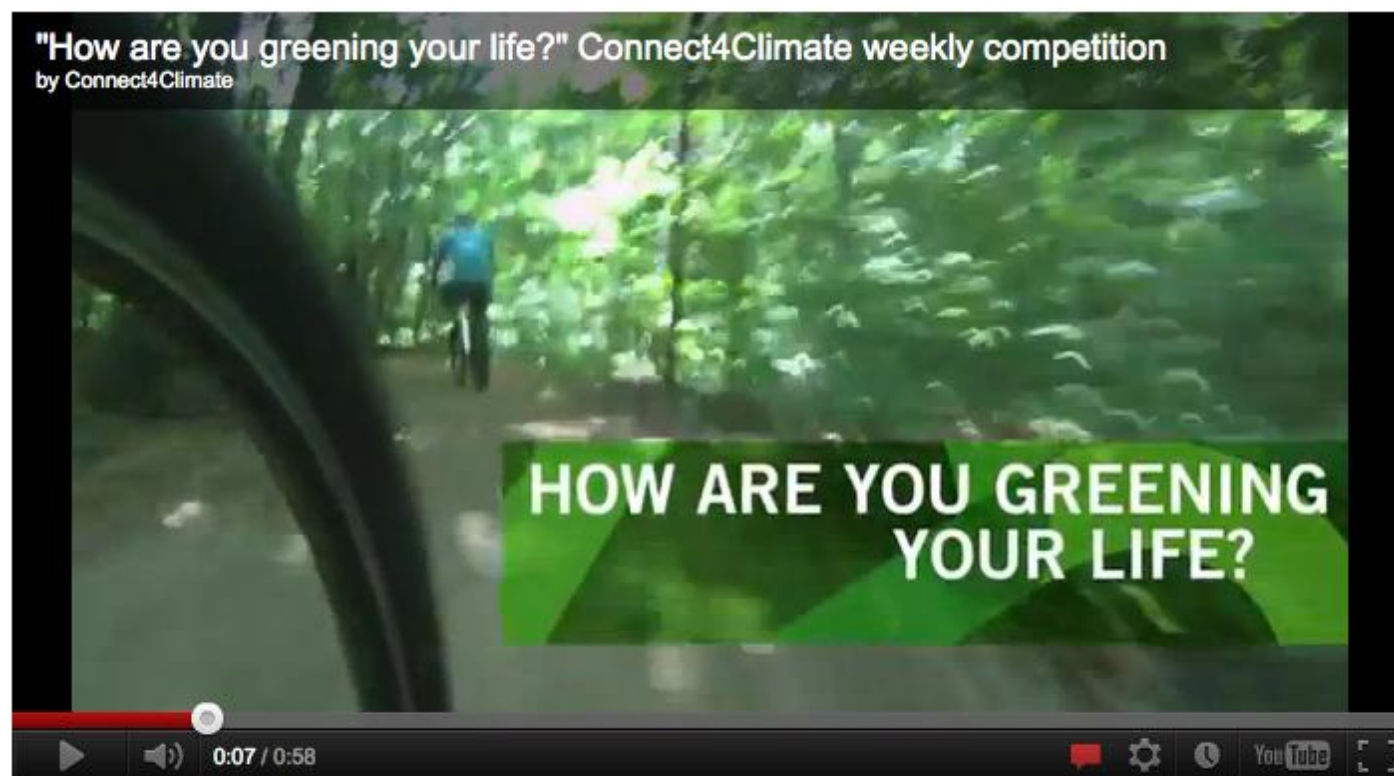 "How are you greening your life?" Connect4Climate weekly competition
by Connect4Climate
HOW ARE YOU GREENING
YOUR LIFE?
0:07 / 0:58
YouTube